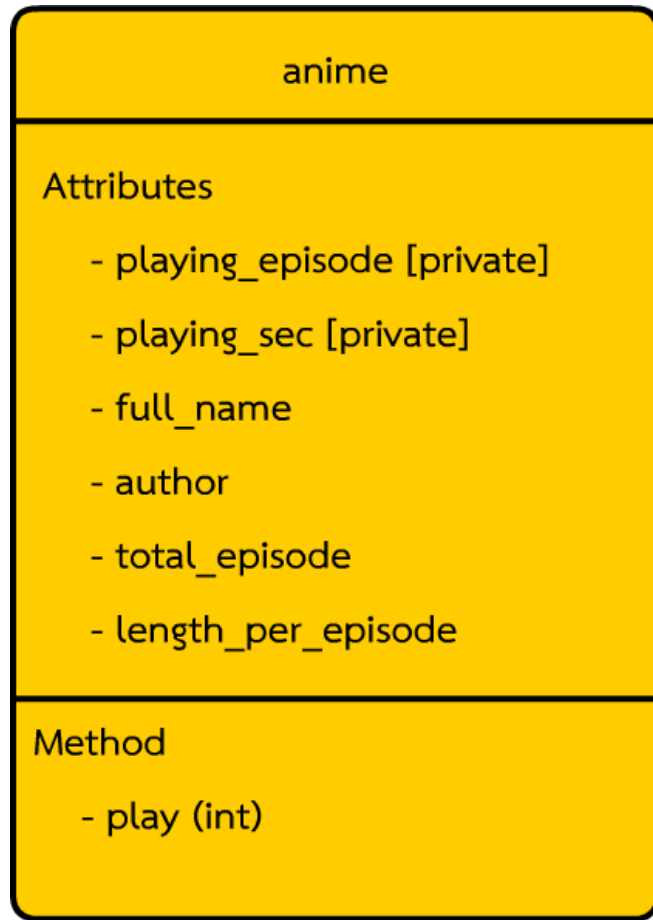 anime
Attributes
- playing_episode [private]
- playing_sec [private]
- full_name
- author
- total_episode
- length_per_episode
Method
- play (int)